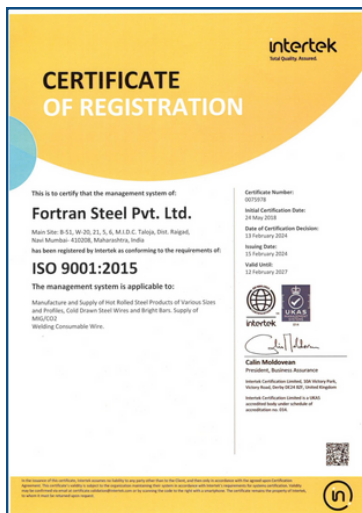 intertek
Total Quality. Assured.
CERTIFICATE
OF REGISTRATION
This is to certify that the management system of:
Fortran Steel Pvt. Ltd.
Main Site: B-51, W-20, 21, 5, 6, M.I.D.C. Taloja, Dist. Raigad,
Navi Mumbai- 410208, Maharashtra, India
has been registered by Intertek as conforming to the requirements of:
ISO 9001:2015
The management system is applicable to:
Manufacture and Supply of Hot Rolled Steel Products of Various Sizes
and Profiles, Cold Drawn Steel Wires and Bright Bars. Supply of
MIG/CO2
Welding Consumable Wire.
Certificate Number:
0075978
Initial Certification Date:
24 May 2018
Date of Certification Decision:
13 February 2024
Issuing Date:
15 February 2024
Valid Until:
12 February 2027
intertek
UKAS
Calin Moldovean
President, Business Assurance
Intertek Certification Limited, 10A Victory Park,
Victory Road, Derby DE24 8ZF, United Kingdom
Intertek Certification Limited is a UKAS
accredited body under schedule of
accreditation no. 014.
in